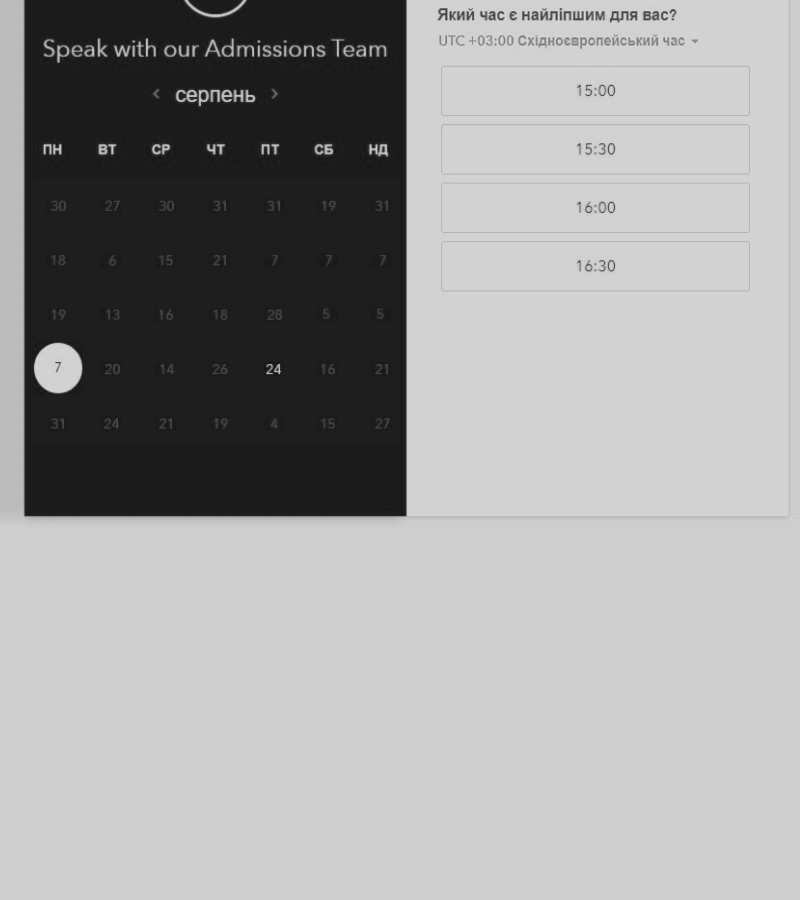 Speak with our Admissions Team
серпень
ПН ВТ СР ЧТ ПТ СБ НД
30 27 30 31 31 19 31
18 6 15 21 7 7 7
19 13 16 18 28 5 5
7 20 14 26 24 16 21
31 24 21 19 4 15 27
Який час є найліпшим для вас?
UTC +03:00 Східноєвропейський час
15:00
15:30
16:00
16:30